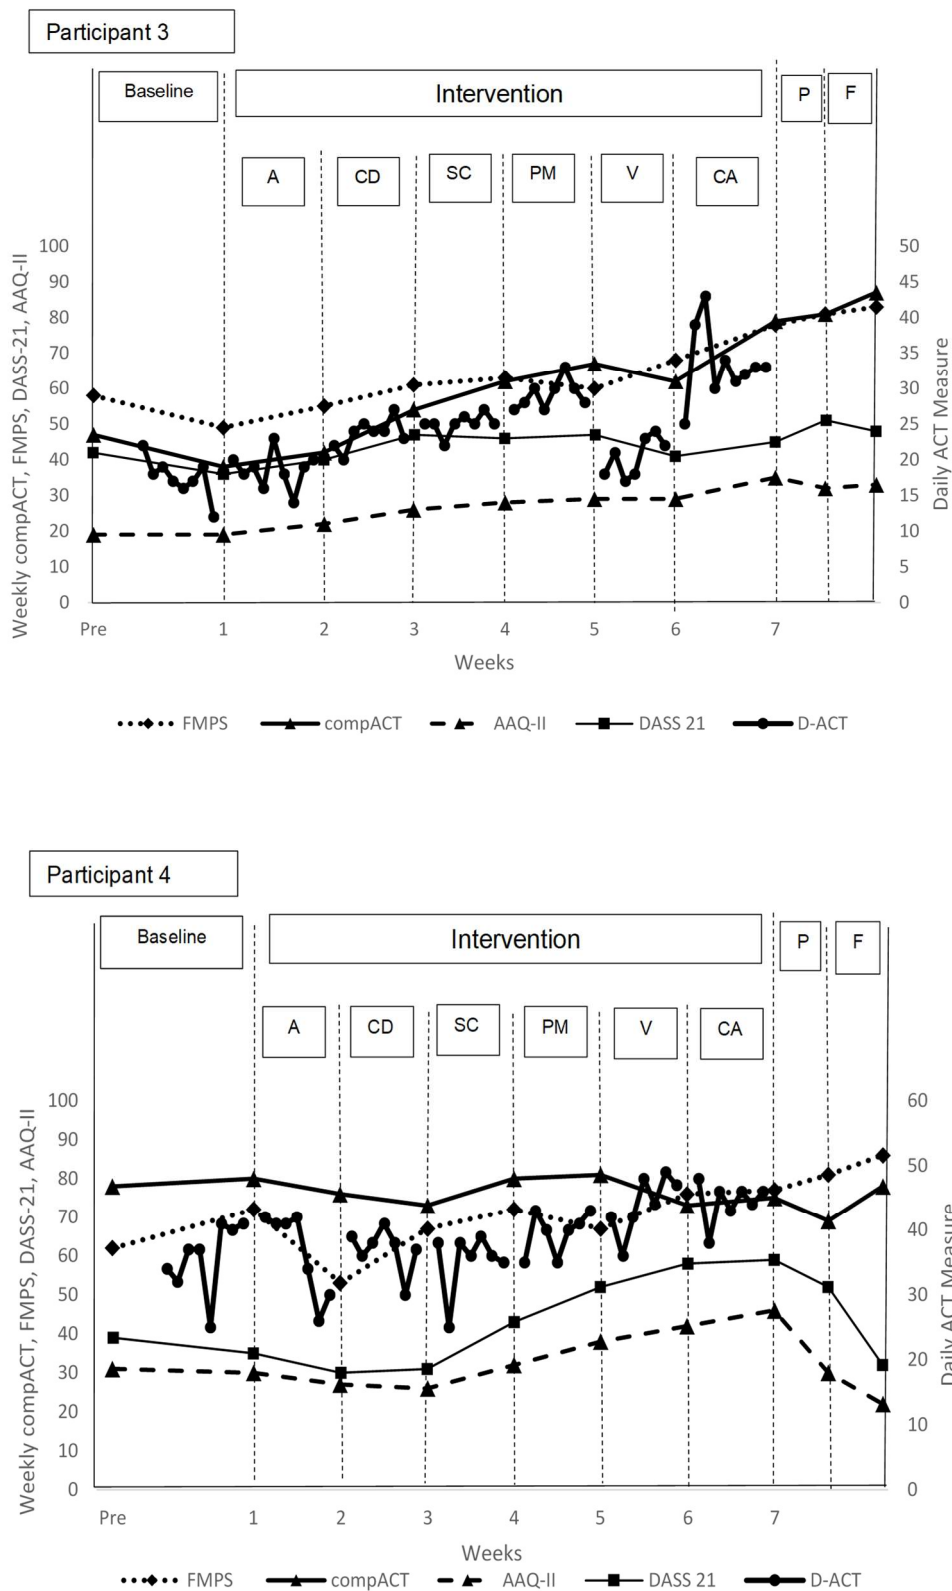 Participant 3
Baseline
Intervention
P
F
A
CD
SC
PM
V
CA
Weekly compACT, FMPS, DASS-21, AAQ-II
100
90
80
70
60
50
40
30
20
10
0
50
45
40
35
30
25
20
15
10
5
0
Daily ACT Measure
Pre 1 2 3 4 5 6 7
Weeks
FMPS compACT AAQ-II DASS 21 D-ACT
Participant 4
Baseline
Intervention
P
F
A
CD
SC
PM
V
CA
Weekly compACT, FMPS, DASS-21, AAQ-II
100
90
80
70
60
50
40
30
20
10
0
60
50
40
30
20
10
0
Daily ACT Measure
Pre 1 2 3 4 5 6 7
Weeks
FMPS compACT AAQ-II DASS 21 D-ACT